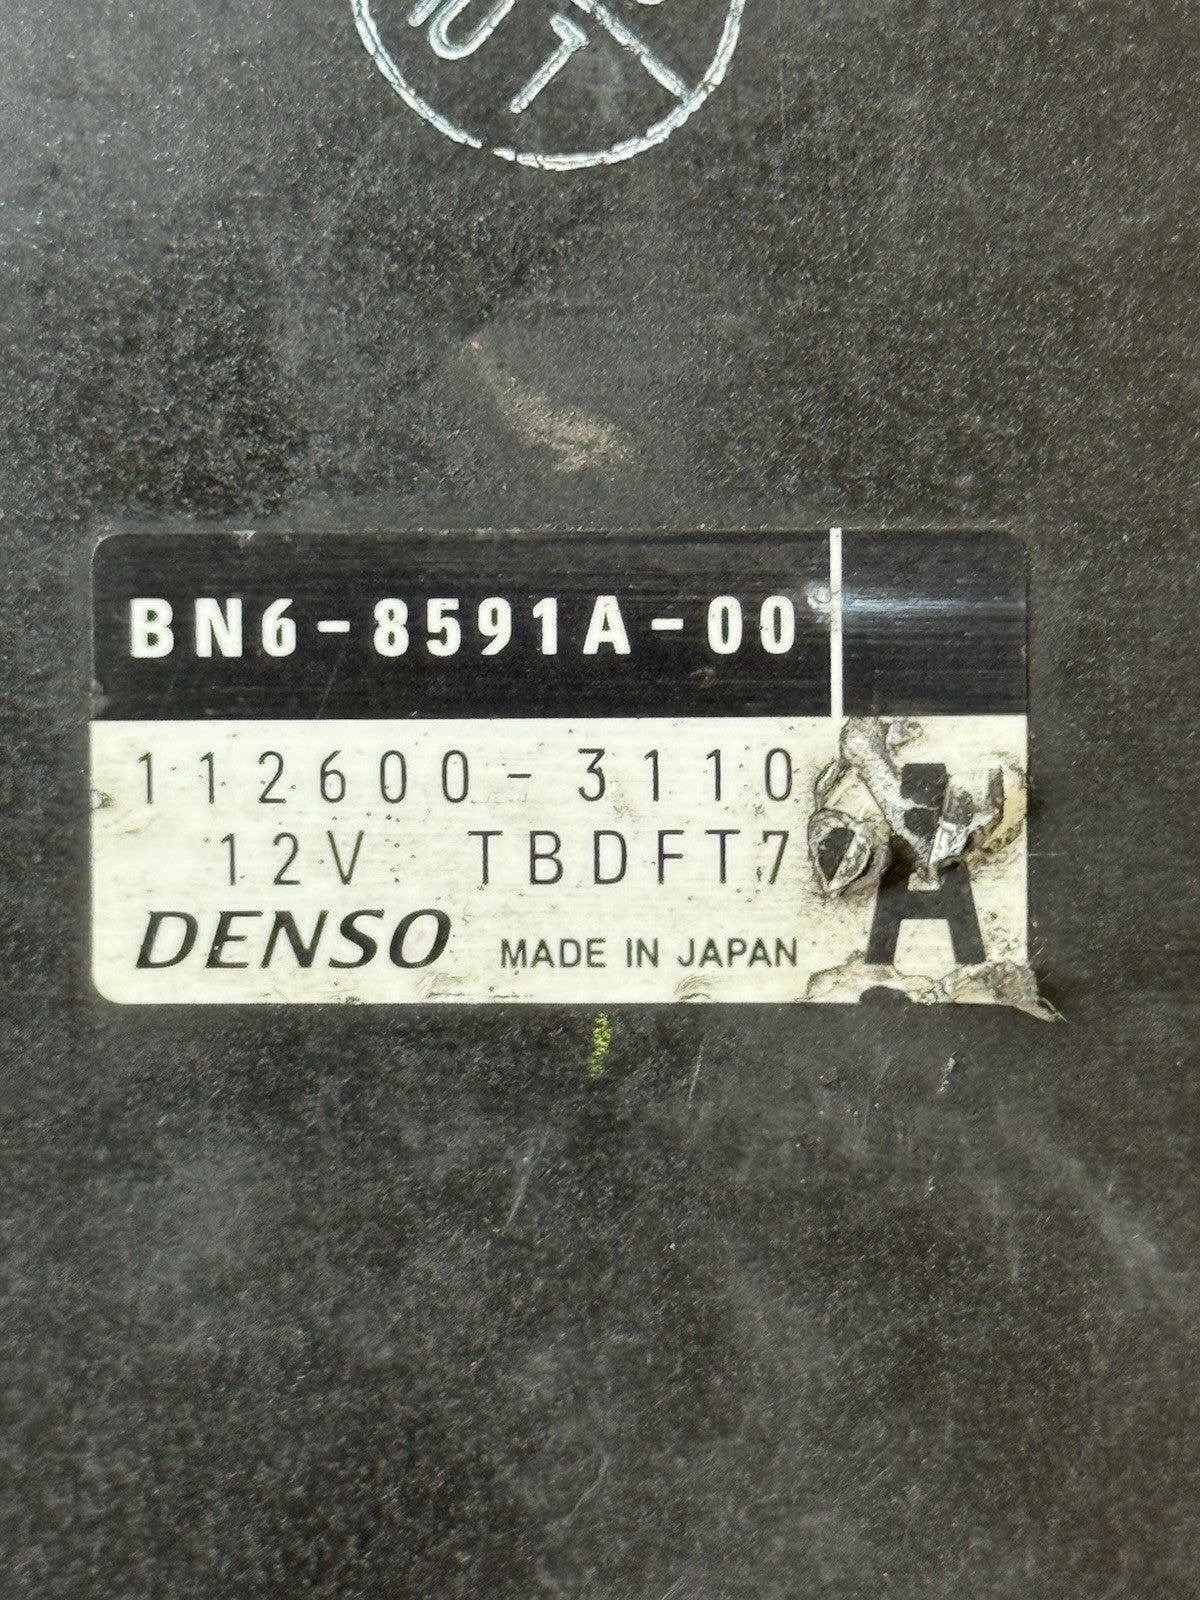 BN6-8591A-00
112600-3110
12V TBDFT7
A
DENSO MADE IN JAPAN